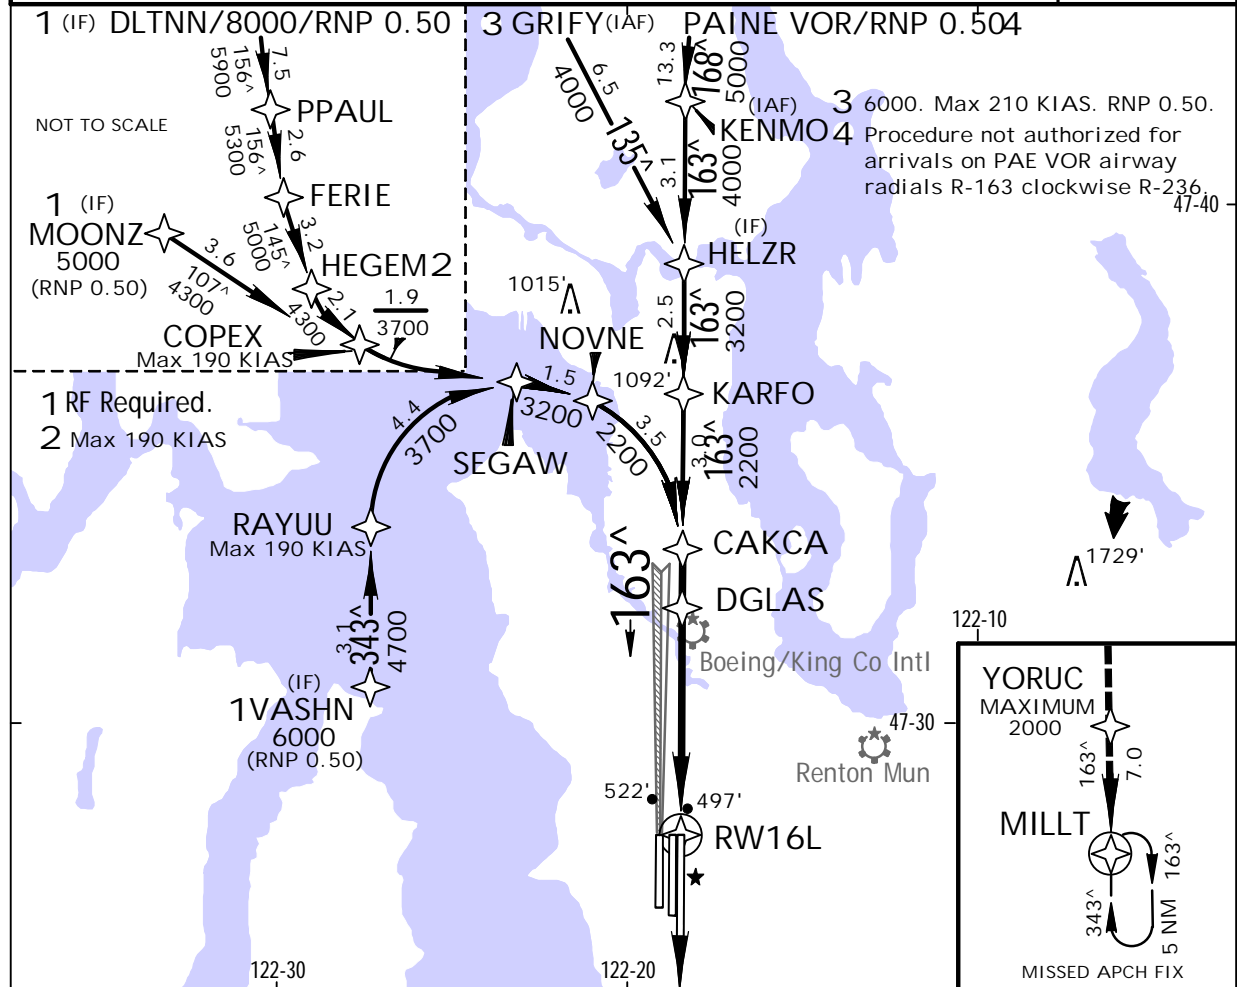 1 (IF) DLTNN/8000/RNP 0.50
3 GRIFY (IAF)
PAINE VOR/RNP 0.50 4
7.5
156^
5900
PPAUL
NOT TO SCALE
2.6
156^
5300
FERIE
1 (IF)
MOONZ
5000
(RNP 0.50)
3.6
107^
4300
3.2
145^
5000
HEGEM 2
2.1
4300
1.9
3700
COPEX
Max 190 KIAS
1 RF Required.
2 Max 190 KIAS
6.5
4000
135^
13.3
168^
5000
(IAF)
KENMO
3 6000. Max 210 KIAS. RNP 0.50.
4 Procedure not authorized for
arrivals on PAE VOR airway
radials R-163 clockwise R-236.
47-40
3.1
163^
4000
(IF)
HELZR
1015'
NOVNE
2.5
163^
3200
1092'
KARFO
1.5
3200
3.5
2200
4.4
3700
SEGAW
3.0
163^
2200
RAYUU
Max 190 KIAS
CAKCA
163^
DGLAS
1729'
3.1
343^
4700
Boeing/King Co Intl
122-10
(IF)
1 VASHN
6000
(RNP 0.50)
47-30
Renton Mun
522'
497'
RW16L
YORUC
MAXIMUM
2000
163^
7.0
MILLT
163^
343^
5 NM
MISSED APCH FIX
122-30
122-20